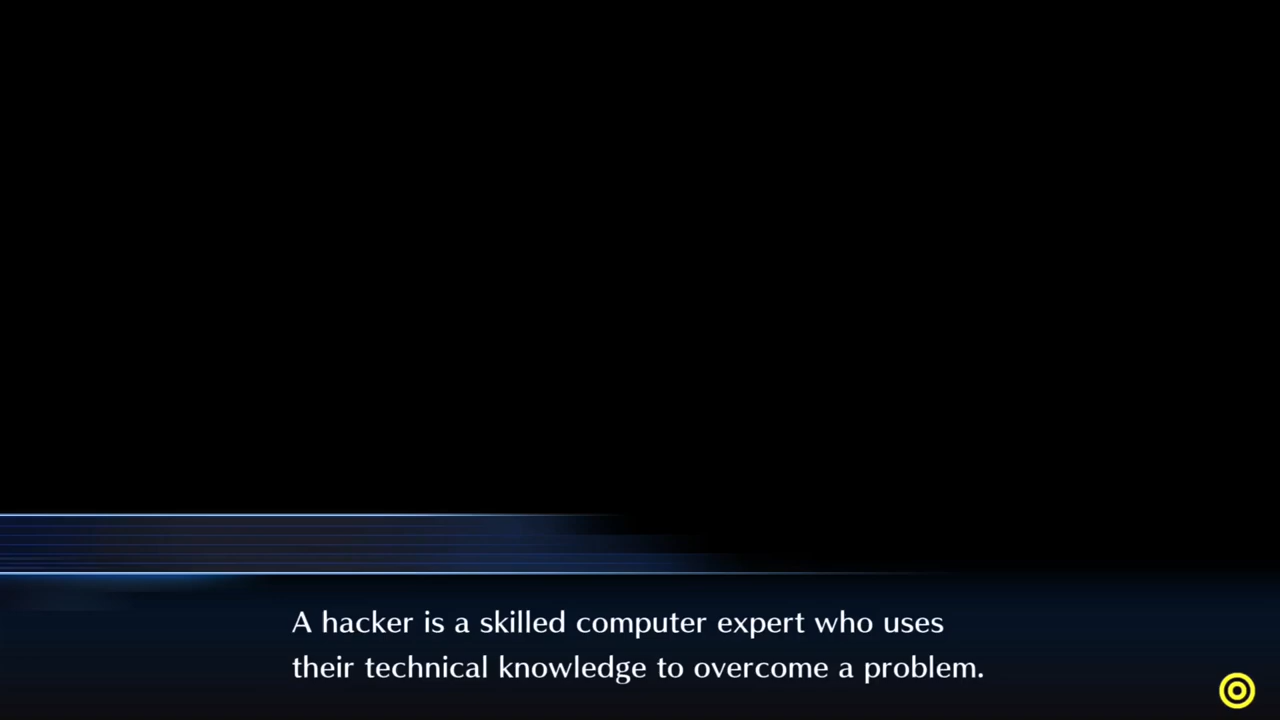 A hacker is a skilled computer expert who uses
their technical knowledge to overcome a problem.